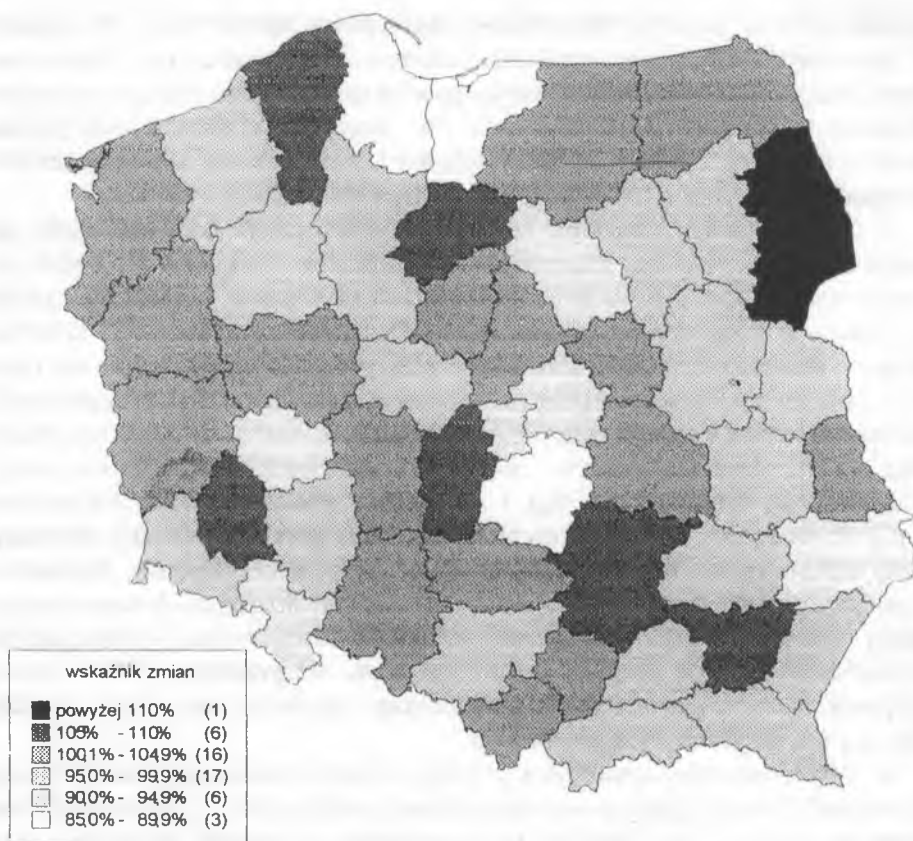 wskaźnik zmian
powyżej 110% (1)
105% - 110% (6)
100,1% - 104,9% (16)
95,0% - 99,9% (17)
90,0% - 94,9% (6)
85,0% - 89,9% (3)